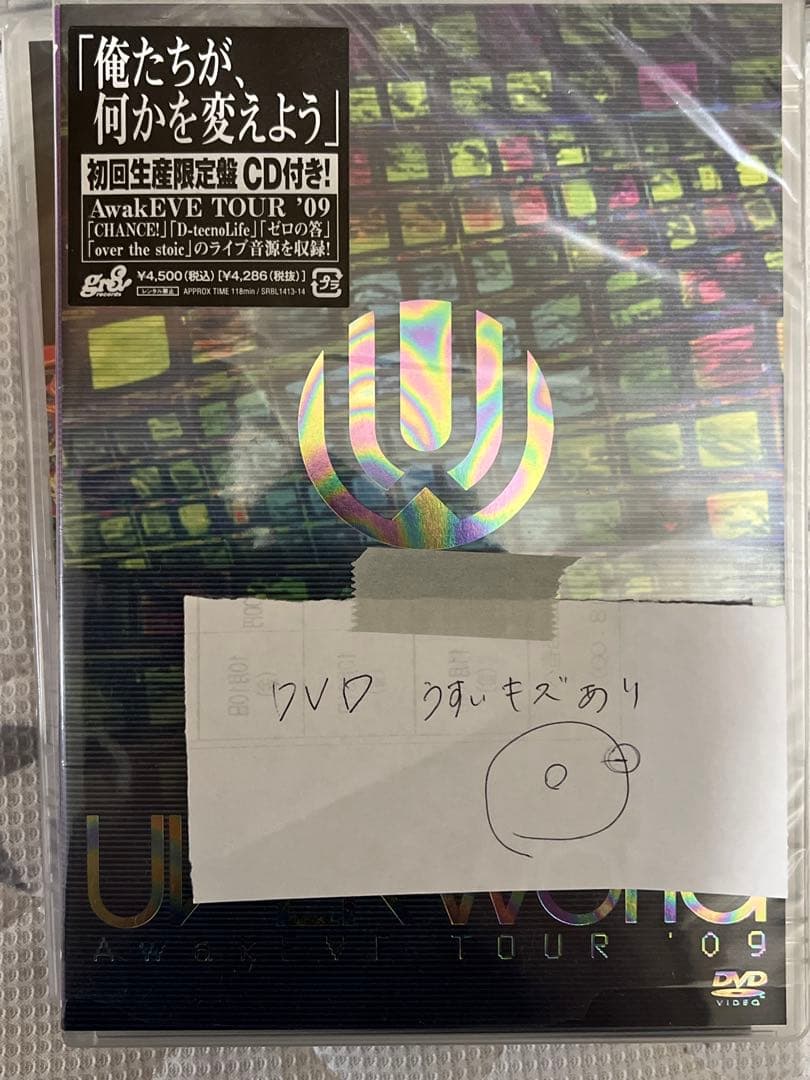 「俺たちが、
何かを変えよう」
初回生産限定盤 CD付き!
AwakEVE TOUR ’09
「CHANCE!」「D-tecnoLife」「ゼロの答」
「over the stoic」のライブ音源を収録!
gr8!
records
¥4,500(税込)[¥4,286(税抜)]
レンタル禁止 APPROX TIME 118min / SRBL1413-14
プラ
DVD うすいキズあり
TOUR '09
DVD
VIDEO